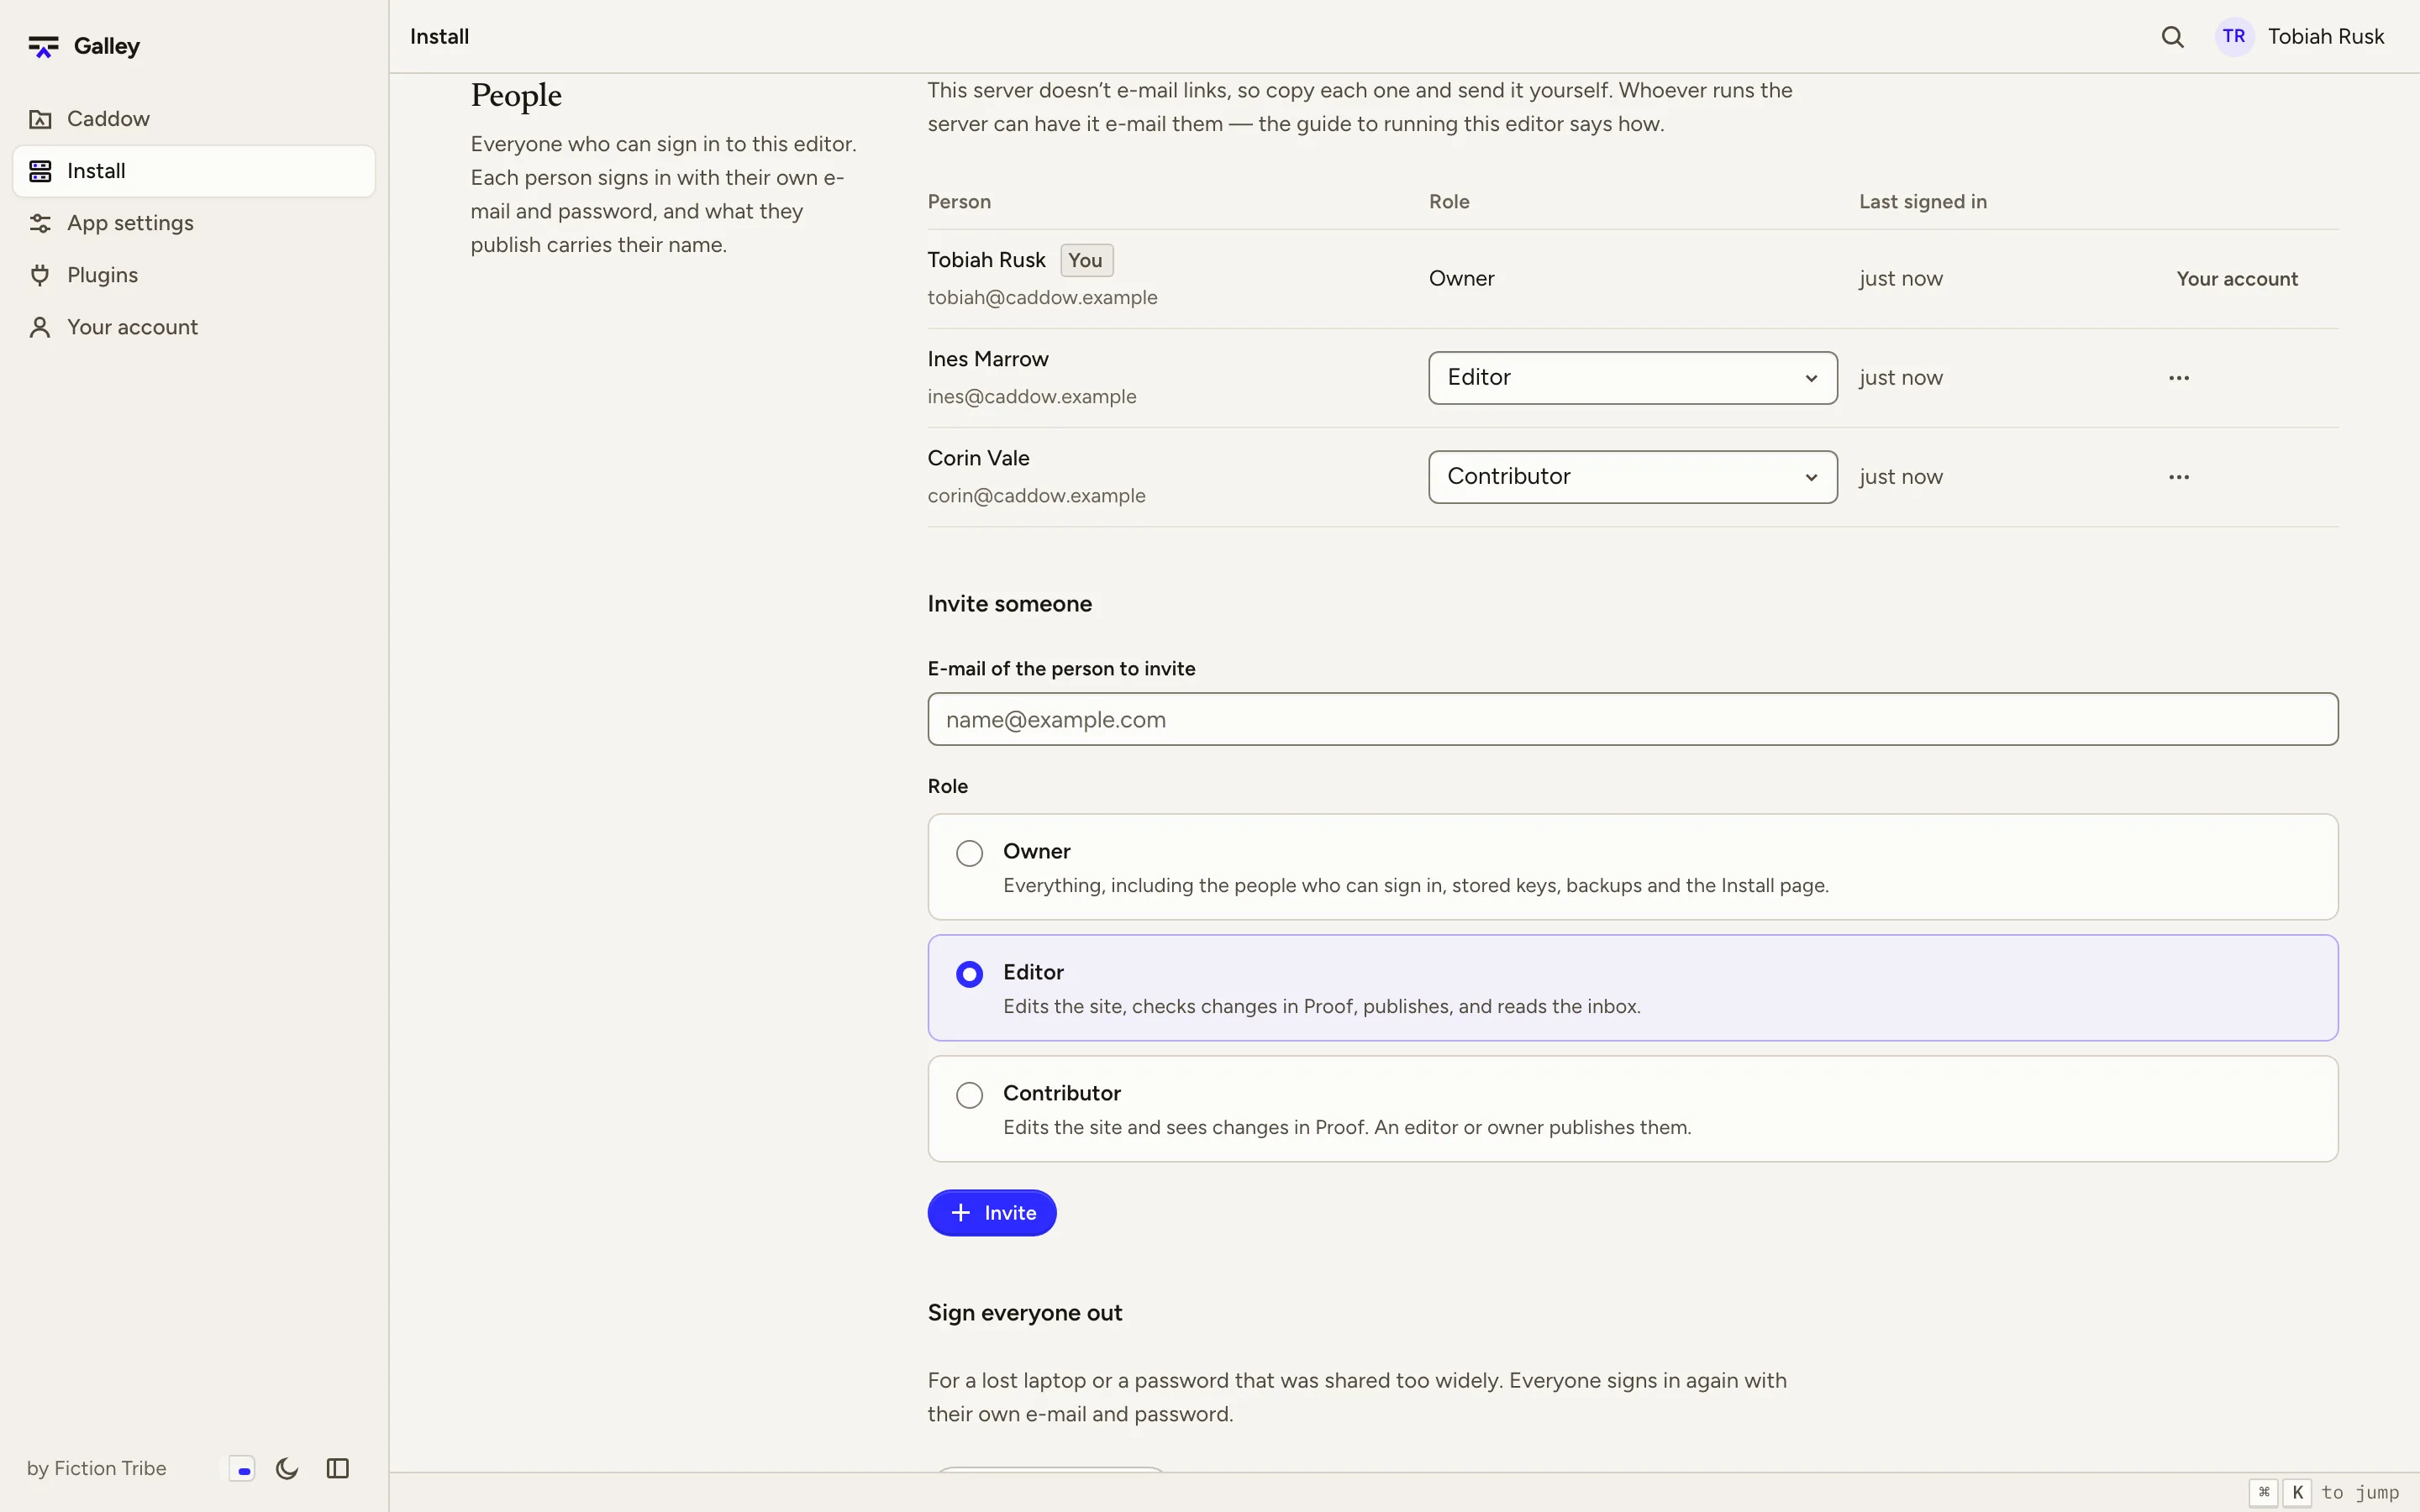 Galley
Caddow
Install
App settings
Plugins
Your account
by Fiction Tribe
Install
TR
Tobiah Rusk
People
Everyone who can sign in to this editor.
Each person signs in with their own e-
mail and password, and what they
publish carries their name.
This server doesn’t e-mail links, so copy each one and send it yourself. Whoever runs the
server can have it e-mail them — the guide to running this editor says how.
Person Role Last signed in
Tobiah Rusk You
tobiah@caddow.example
Owner
just now
Your account
Ines Marrow
ines@caddow.example
Editor
just now
Corin Vale
corin@caddow.example
Contributor
just now
Invite someone
E-mail of the person to invite
name@example.com
Role
Owner
Everything, including the people who can sign in, stored keys, backups and the Install page.
Editor
Edits the site, checks changes in Proof, publishes, and reads the inbox.
Contributor
Edits the site and sees changes in Proof. An editor or owner publishes them.
Invite
Sign everyone out
For a lost laptop or a password that was shared too widely. Everyone signs in again with
their own e-mail and password.
⌘ K to jump